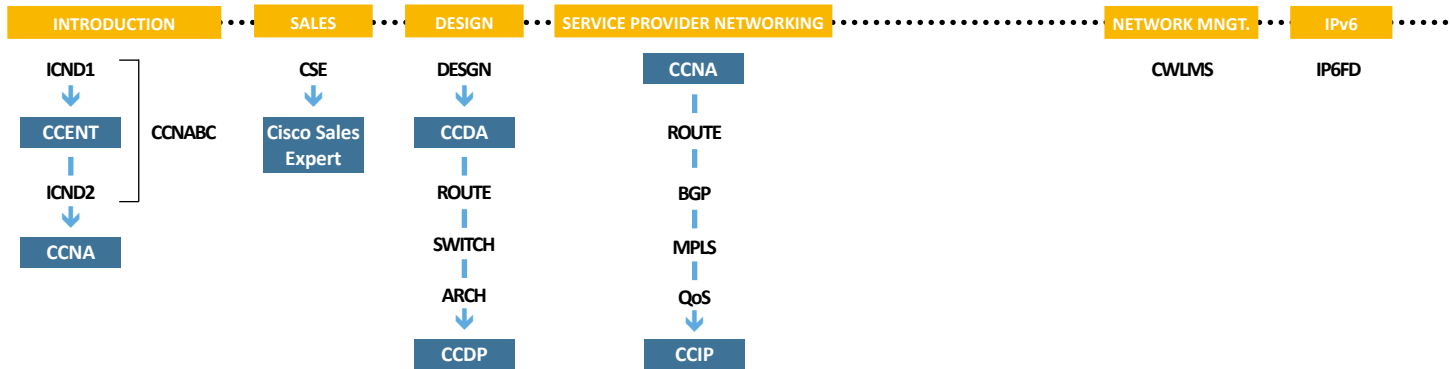 INTRODUCTION
SALES
DESIGN
SERVICE PROVIDER NETWORKING
NETWORK MNGT.
IPv6
ICND1
CCENT
ICND2
CCNA
CCNABC
CSE
Cisco Sales
Expert
DESGN
CCDA
ROUTE
SWITCH
ARCH
CCDP
CCNA
ROUTE
BGP
MPLS
QoS
CCIP
CWLMS
IP6FD